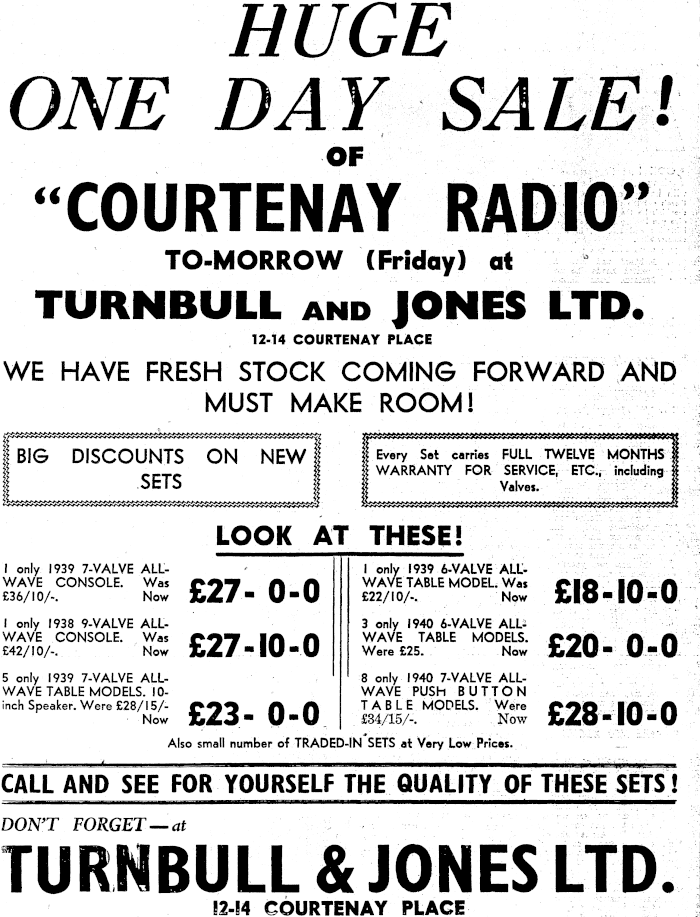 HUGE
ONE DAY SALE!
OF
“COURTENAY RADIO”
TO-MORROW (Friday) at
TURNBULL AND JONES LTD.
12-14 COURTENAY PLACE
WE HAVE FRESH STOCK COMING FORWARD AND
MUST MAKE ROOM!
BIG DISCOUNTS ON NEW
SETS
Every Set carries FULL TWELVE MONTHS
WARRANTY FOR SERVICE, ETC., including
Valves.
LOOK AT THESE!
1 only 1939 7-VALVE ALL-
WAVE CONSOLE. Was
£36/10/-. Now
£27- 0-0
1 only 1938 9-VALVE ALL-
WAVE CONSOLE. Was
£42/10/-. Now
£27-10-0
5 only 1939 7-VALVE ALL-
WAVE TABLE MODELS. 10-
inch Speaker. Were £28/15/-
Now
£23- 0-0
1 only 1939 6-VALVE ALL-
WAVE TABLE MODEL. Was
£22/10/-. Now
£18-10-0
3 only 1940 6-VALVE ALL-
WAVE TABLE MODELS.
Were £25. Now
£20- 0-0
8 only 1940 7-VALVE ALL-
WAVE PUSH BUTTON
TABLE MODELS. Were
£34/15/-. Now
£28-10-0
Also small number of TRADED-IN SETS at Very Low Prices.
CALL AND SEE FOR YOURSELF THE QUALITY OF THESE SETS!
DON'T FORGET — at
TURNBULL & JONES LTD.
12-14 COURTENAY PLACE